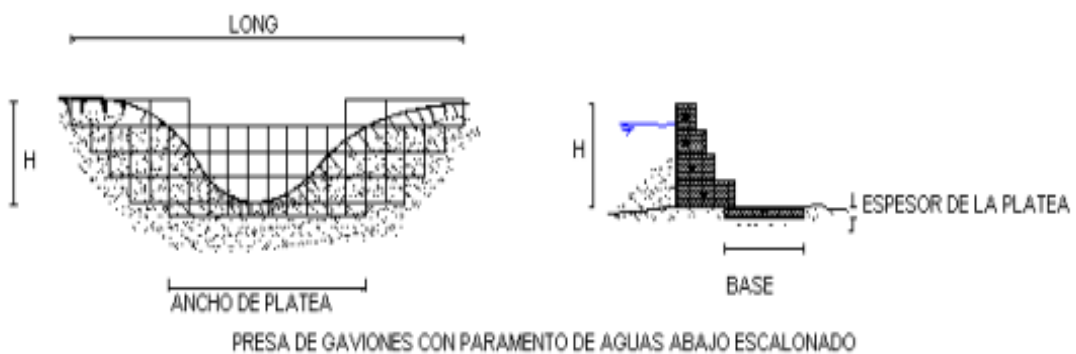 LONG
H
ANCHO DE PLATEA
H
ESPESOR DE LA PLATEA
BASE
PRESA DE GAVIONES CON PARAMENTO DE AGUAS ABAJO ESCALONADO